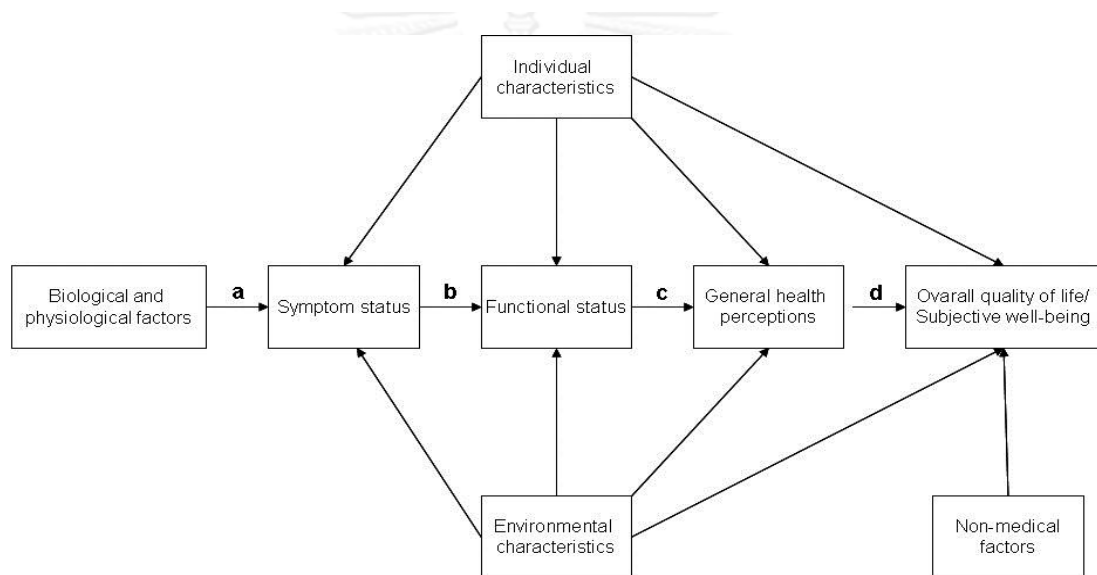 Individual
characteristics
Biological and
physiological factors
a
Symptom status
b
Functional status
c
General health
perceptions
d
Ovarall quality of life/
Subjective well-being
Environmental
characteristics
Non-medical
factors